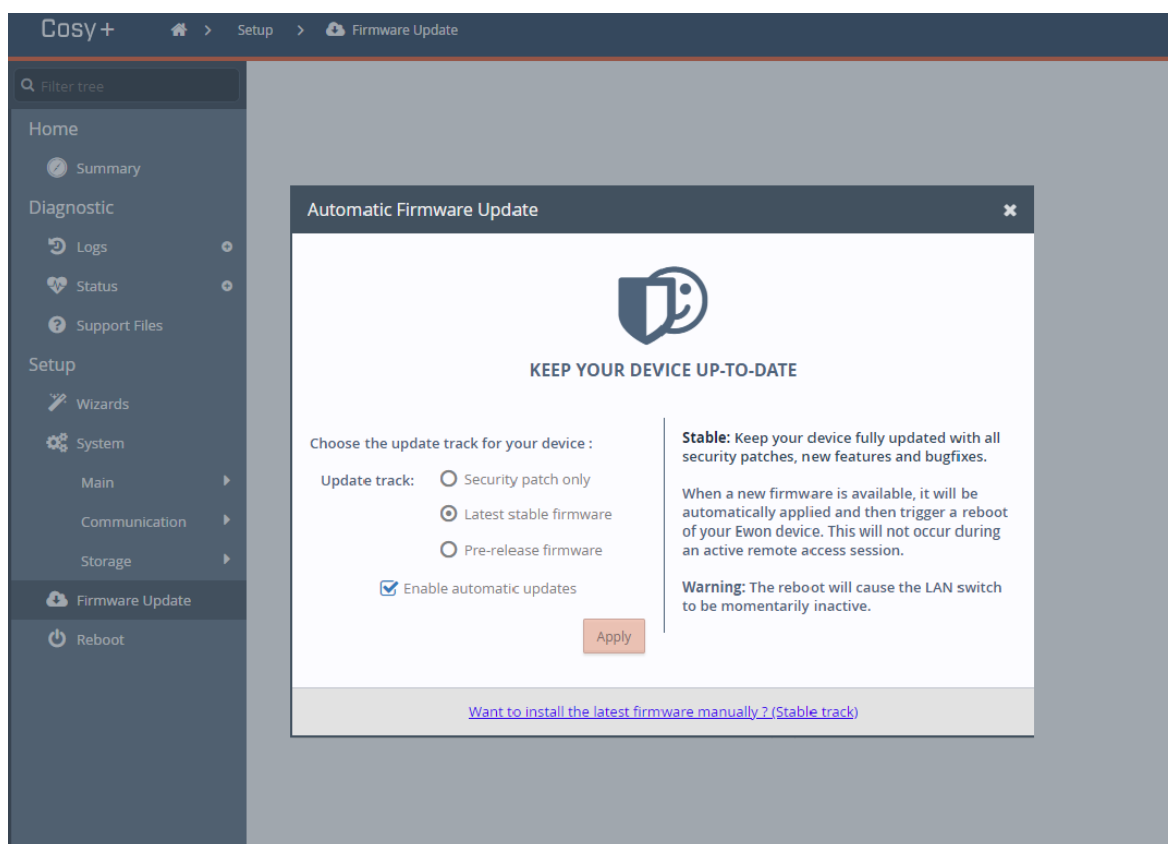 Cosy+ > Setup > Firmware Update
Filter tree
Home
Summary
Diagnostic
Logs
Status
Support Files
Setup
Wizards
System
Main
Communication
Storage
Firmware Update
Reboot
Automatic Firmware Update
KEEP YOUR DEVICE UP-TO-DATE
Choose the update track for your device :
Update track:
Security patch only
Latest stable firmware
Pre-release firmware
Enable automatic updates
Apply
Stable: Keep your device fully updated with all
security patches, new features and bugfixes.
When a new firmware is available, it will be
automatically applied and then trigger a reboot
of your Ewon device. This will not occur during
an active remote access session.
Warning: The reboot will cause the LAN switch
to be momentarily inactive.
Want to install the latest firmware manually ? (Stable track)